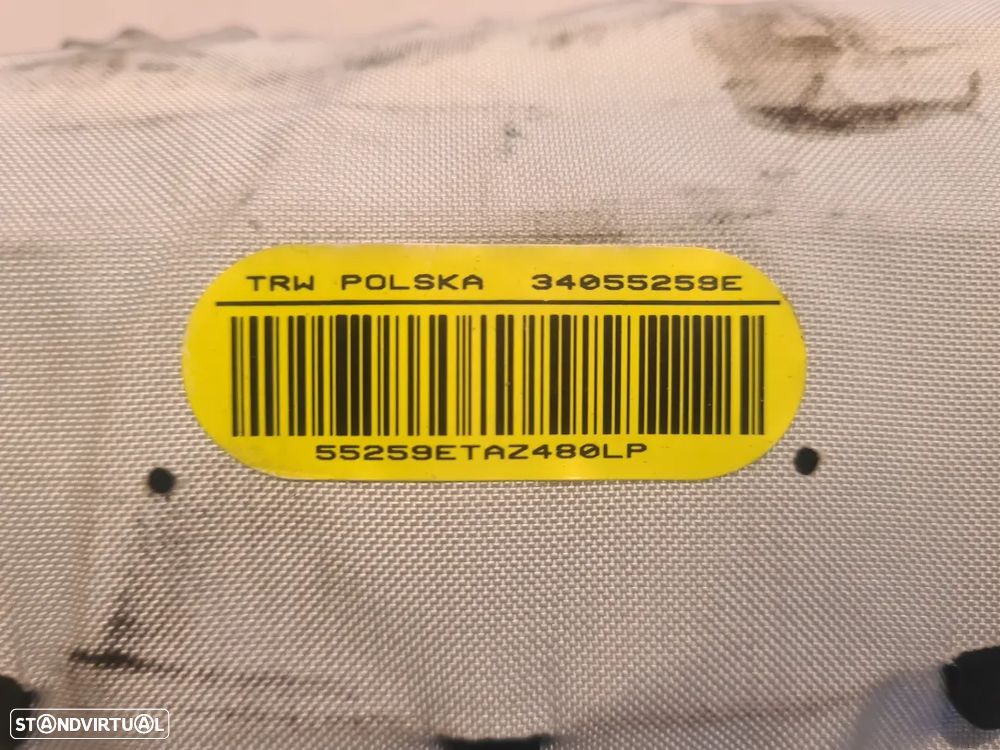 TRW POLSKA 34055259E
55259ETAZ480LP
STANDVIRTUAL